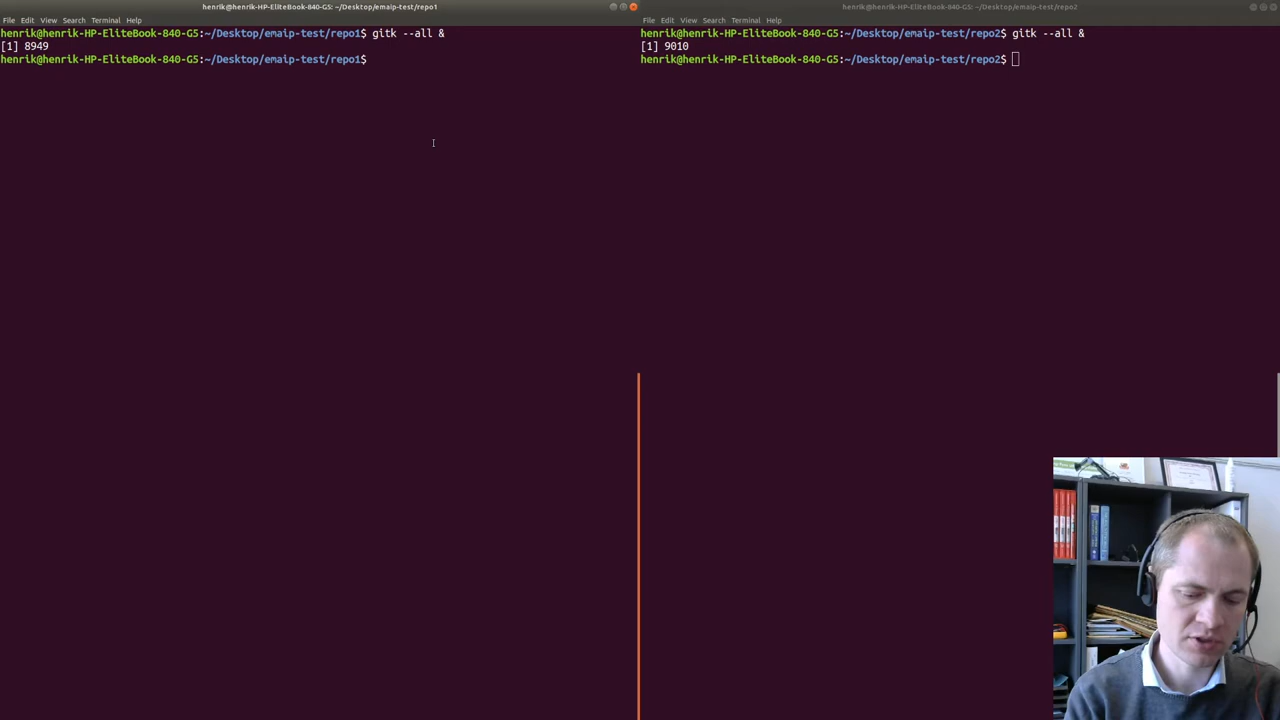 henrik@henrik-HP-EliteBook-840-G5: ~/Desktop/emaip-test/repo1
File Edit View Search Terminal Help
henrik@henrik-HP-EliteBook-840-G5:~/Desktop/emaip-test/repo1$ gitk --all &
[1] 8949
henrik@henrik-HP-EliteBook-840-G5:~/Desktop/emaip-test/repo1$
henrik@henrik-HP-EliteBook-840-G5: ~/Desktop/emaip-test/repo2
File Edit View Search Terminal Help
henrik@henrik-HP-EliteBook-840-G5:~/Desktop/emaip-test/repo2$ gitk --all &
[1] 9010
henrik@henrik-HP-EliteBook-840-G5:~/Desktop/emaip-test/repo2$